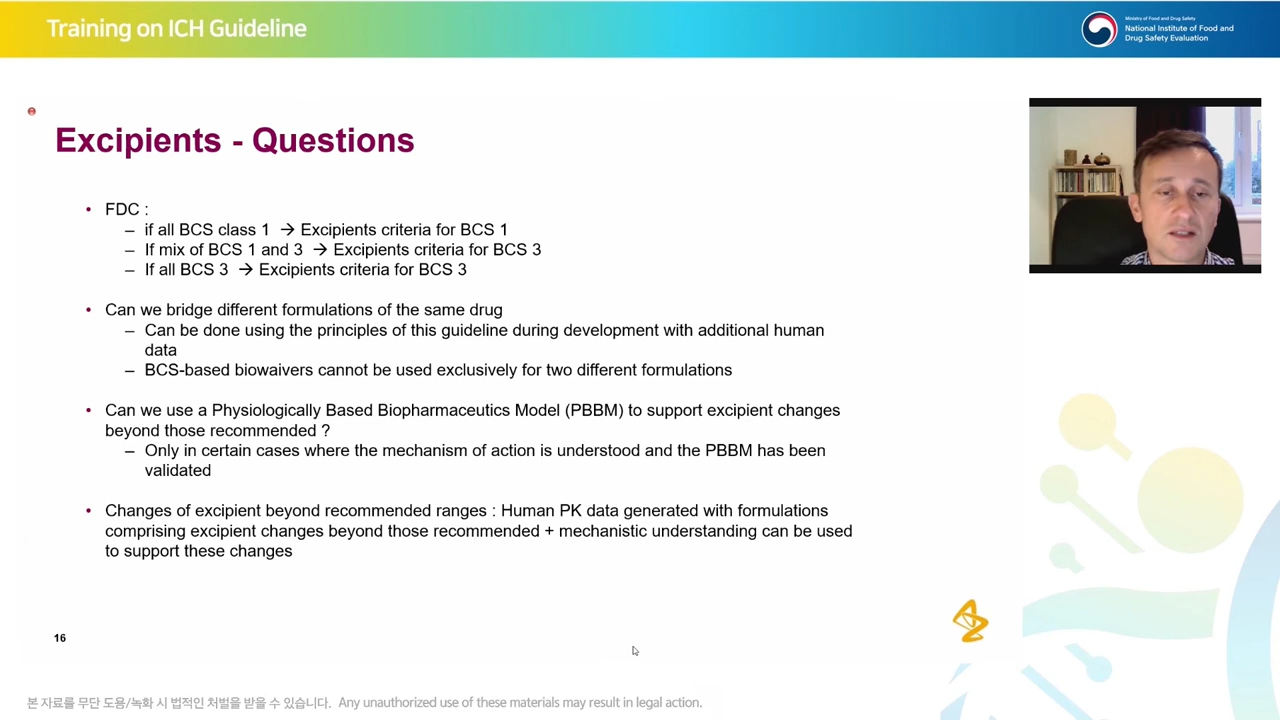 Training on ICH Guideline
Ministry of Food and Drug Safety
National Institute of Food and
Drug Safety Evaluation
Excipients - Questions
• FDC :
– if all BCS class 1 → Excipients criteria for BCS 1
– If mix of BCS 1 and 3 → Excipients criteria for BCS 3
– If all BCS 3 → Excipients criteria for BCS 3
• Can we bridge different formulations of the same drug
– Can be done using the principles of this guideline during development with additional human
data
– BCS-based biowaivers cannot be used exclusively for two different formulations
• Can we use a Physiologically Based Biopharmaceutics Model (PBBM) to support excipient changes
beyond those recommended ?
– Only in certain cases where the mechanism of action is understood and the PBBM has been
validated
• Changes of excipient beyond recommended ranges : Human PK data generated with formulations
comprising excipient changes beyond those recommended + mechanistic understanding can be used
to support these changes
16
본 자료를 무단 도용/녹화 시 법적인 처벌을 받을 수 있습니다. Any unauthorized use of these materials may result in legal action.